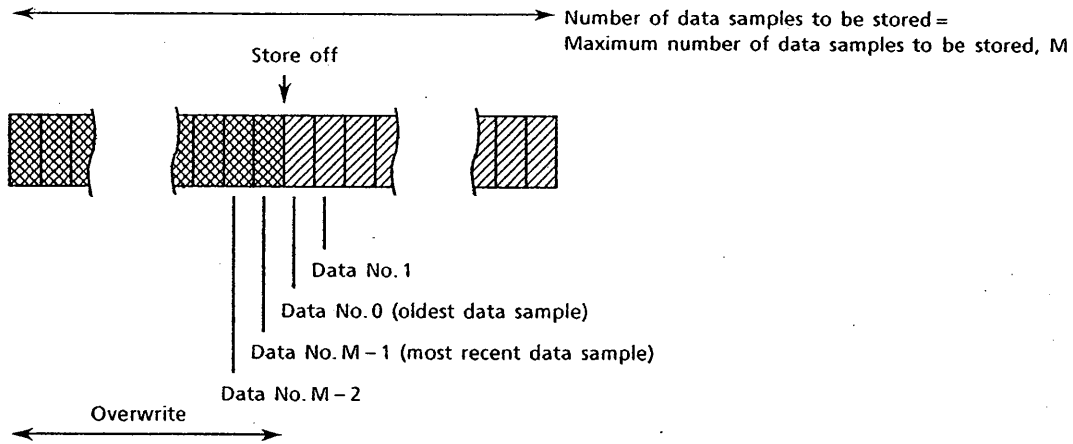 Number of data samples to be stored =
Maximum number of data samples to be stored, M
Store off
Data No. 1
Data No. 0 (oldest data sample)
Data No. M – 1 (most recent data sample)
Data No. M – 2
Overwrite